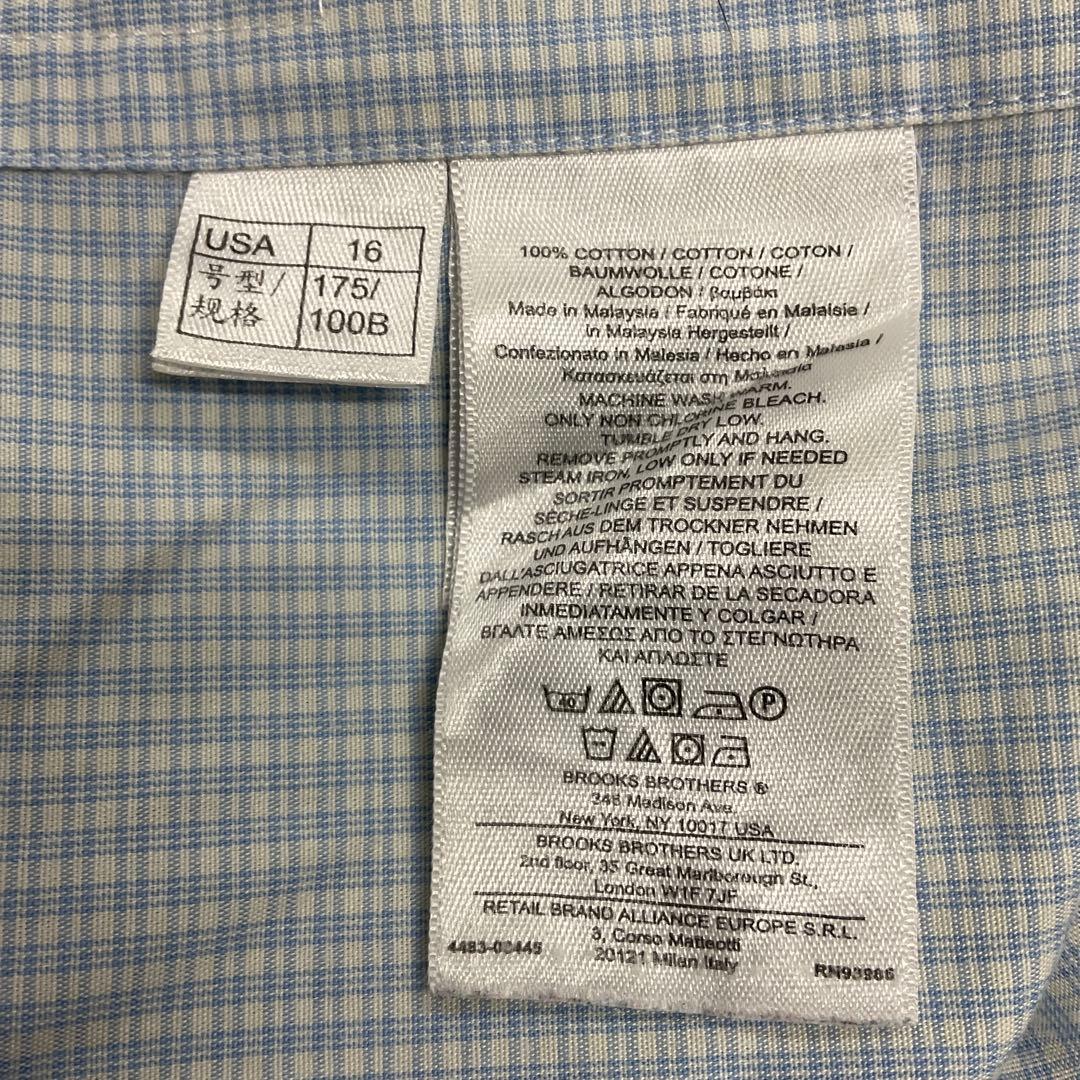 USA 16
号型/ 175/
规格 100B
100% COTTON / COTTON / COTON /
BAUMWOLLE / COTONE /
ALGODON / βαμβάκι
Made in Malaysia / Fabriqué en Malaisie /
in Malaysia Hergestellt /
Confezionato in Malesia / Hecho en Malasia /
Κατασκευάζεται στη Μαλαισία
MACHINE WASH WARM.
ONLY NON CHLORINE BLEACH.
TUMBLE DRY LOW.
REMOVE PROMPTLY AND HANG.
STEAM IRON, LOW ONLY IF NEEDED
SORTIR PROMPTEMENT DU
SÈCHE-LINGE ET SUSPENDRE /
RASCH AUS DEM TROCKNER NEHMEN
UND AUFHÄNGEN / TOGLIERE
DALL'ASCIUGATRICE APPENA ASCIUTTO E
APPENDERE / RETIRAR DE LA SECADORA
INMEDIATAMENTE Y COLGAR /
ΒΓΑΛΤΕ ΑΜΕΣΩΣ ΑΠΟ ΤΟ ΣΤΕΓΝΩΤΗΡΑ
ΚΑΙ ΑΠΛΩΣΤΕ
40 P
BROOKS BROTHERS ®
346 Madison Ave.
New York, NY 10017 USA
BROOKS BROTHERS UK LTD.
2nd floor, 35 Great Marlborough St.,
London W1F 7JF
RETAIL BRAND ALLIANCE EUROPE S.R.L.
3, Corso Matteotti
20121 Milan Italy
RN93986